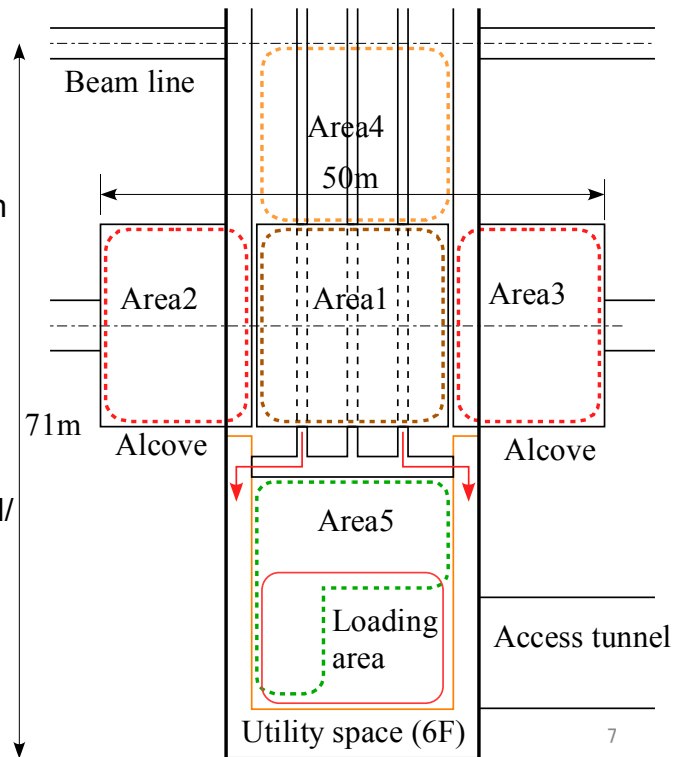 Beam line
Area4
50m
n
Area2
Area1
Area3
71m
Alcove
Alcove
l/
Area5
Loading
area
Access tunnel
Utility space (6F)
7